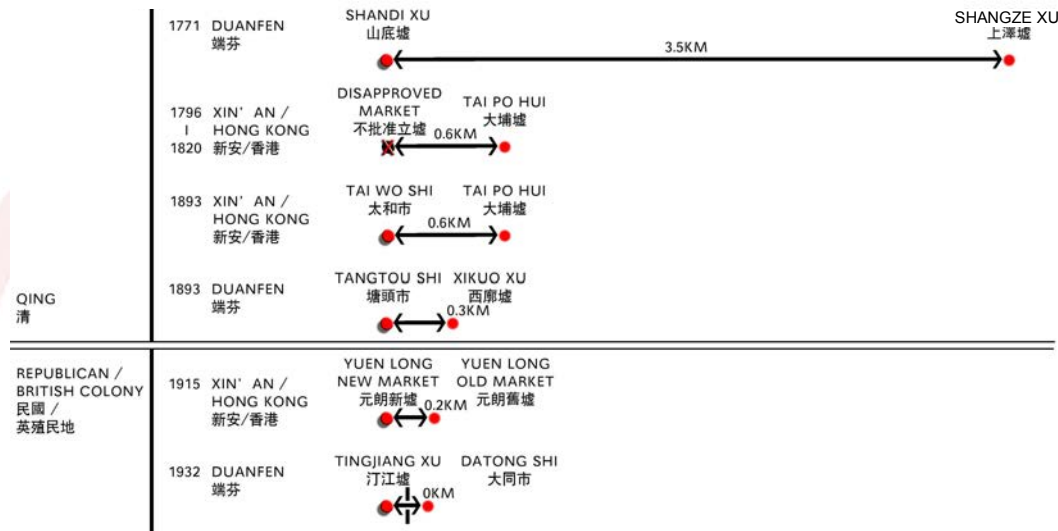 1771 DUANFEN
端芬
SHANDI XU
山底墟
3.5KM
SHANGZE XU
上澤墟
1796 XIN' AN /
I HONG KONG
1820 新安/香港
DISAPPROVED
MARKET
不批准立墟
0.6KM
TAI PO HUI
大埔墟
1893 XIN' AN /
HONG KONG
新安/香港
TAI WO SHI
太和市
0.6KM
TAI PO HUI
大埔墟
QING
清
1893 DUANFEN
端芬
TANGTOU SHI
塘頭市
XIKUO XU
西廓墟
0.3KM
REPUBLICAN /
BRITISH COLONY
民國 /
英殖民地
1915 XIN' AN /
HONG KONG
新安/香港
YUEN LONG
NEW MARKET
元朗新墟
0.2KM
YUEN LONG
OLD MARKET
元朗舊墟
1932 DUANFEN
端芬
TINGJIANG XU
汀江墟
0KM
DATONG SHI
大同市